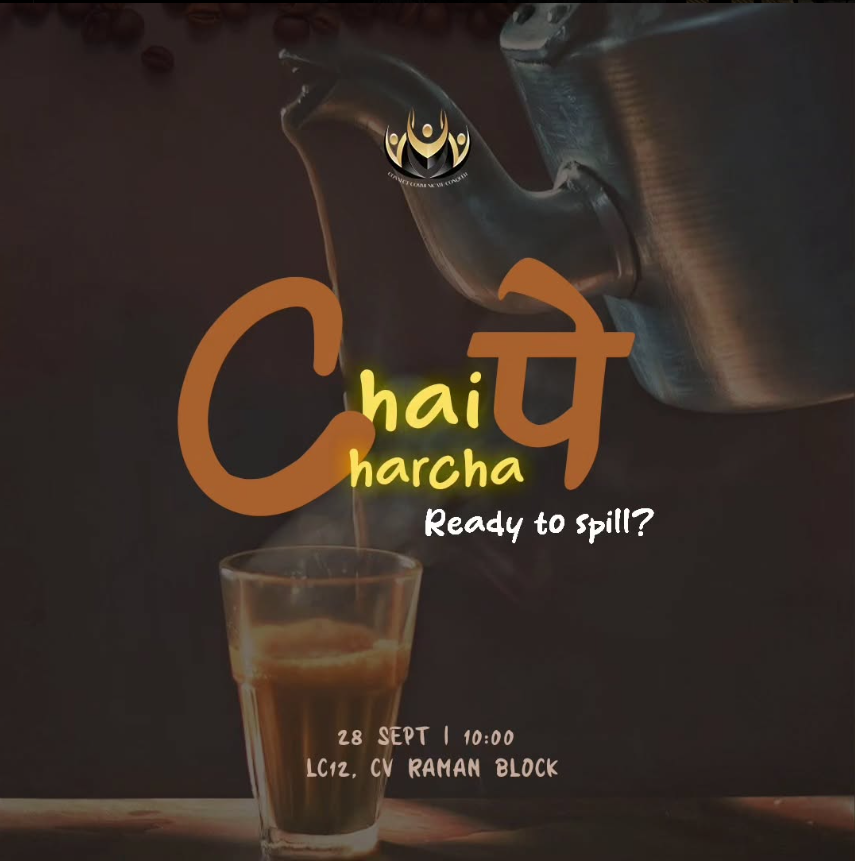 Chai पे
Charcha
Ready to spill?
28 SEPT | 10:00
LC12, CV RAMAN BLOCK